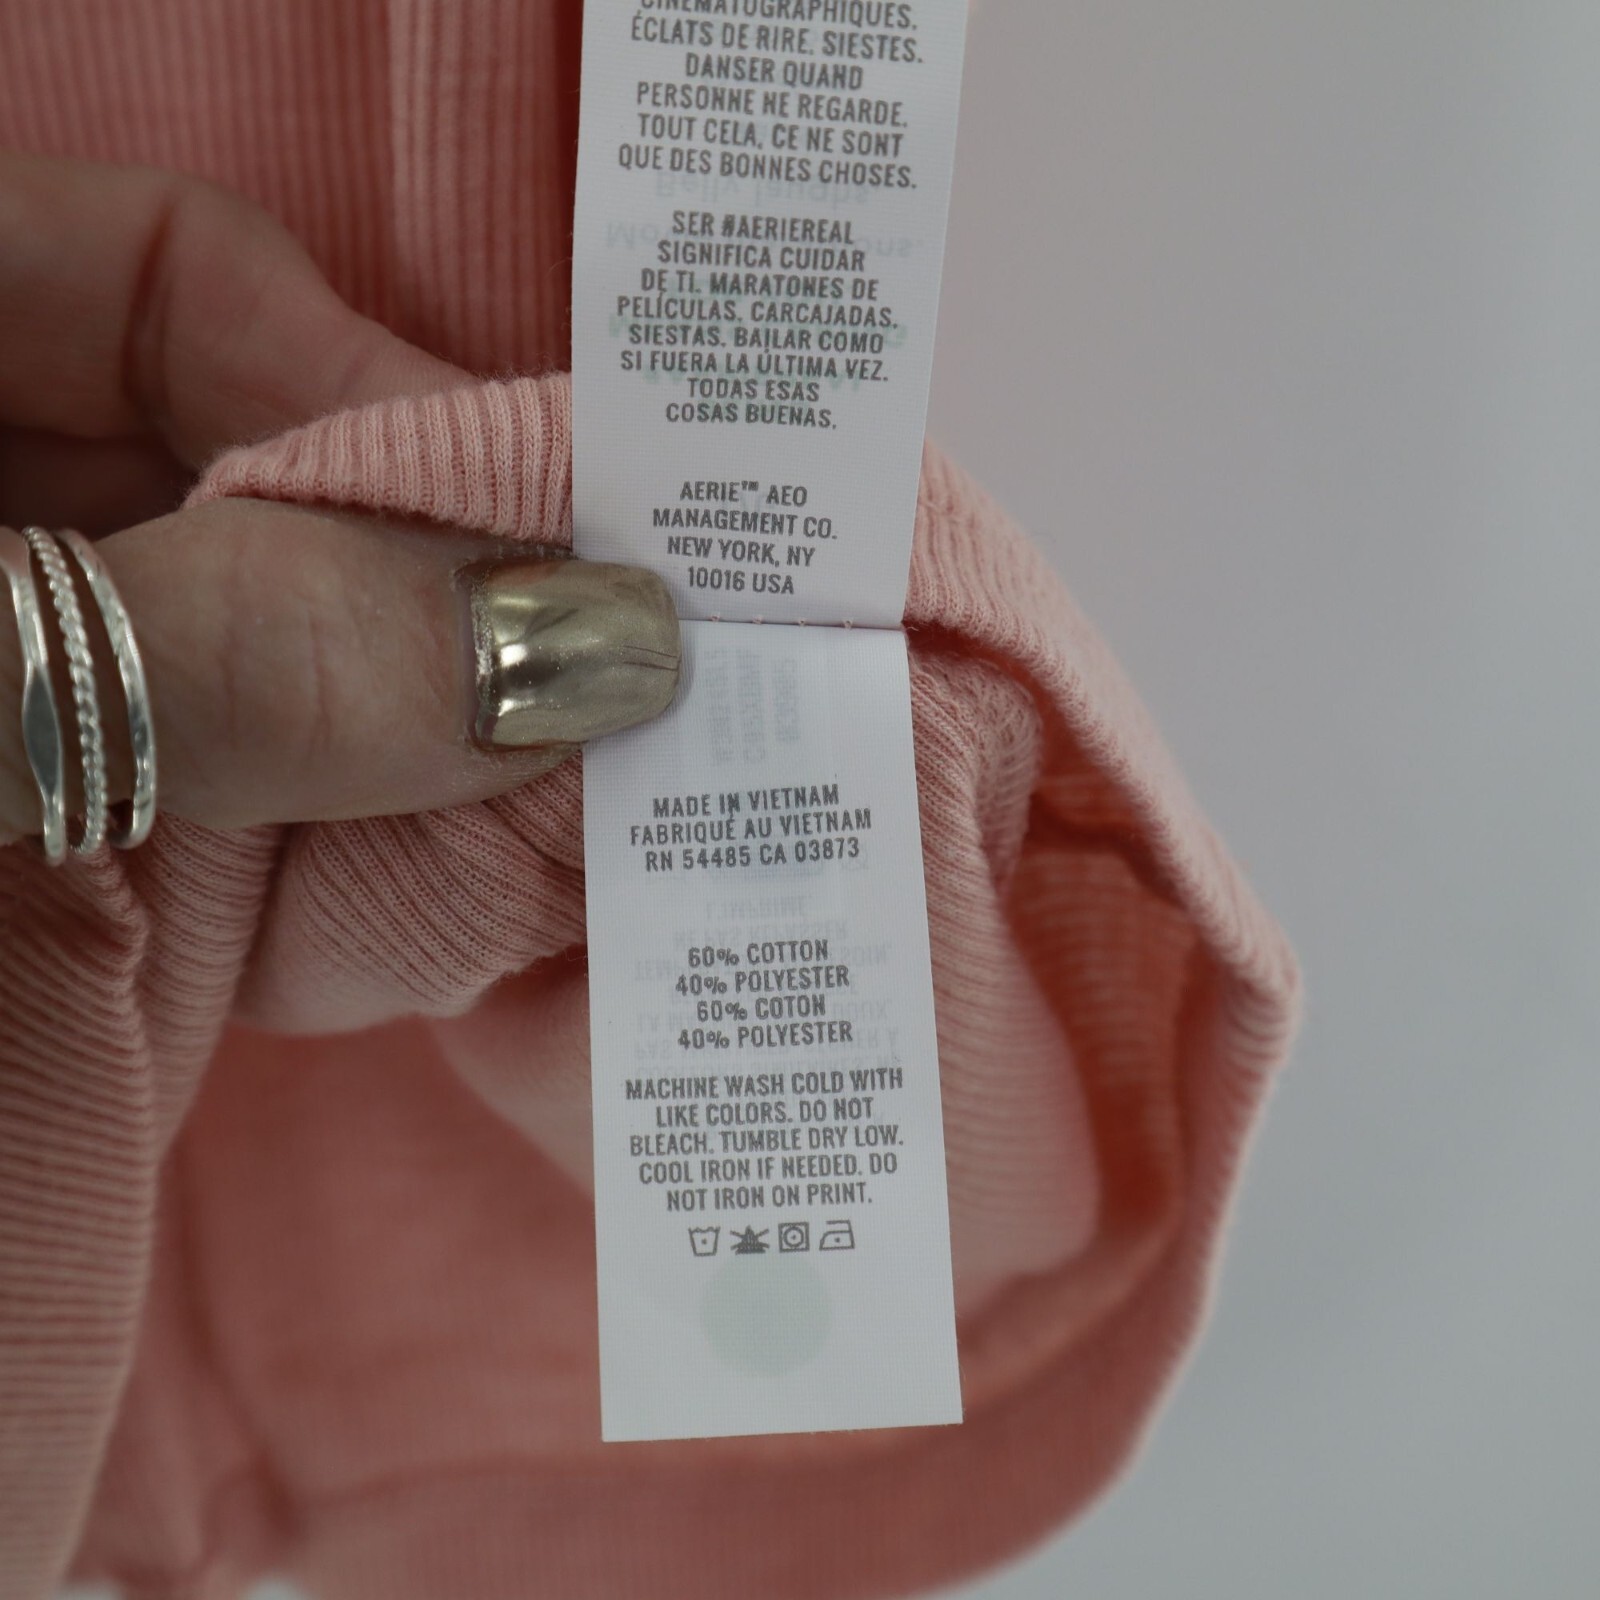 CINÉMATOGRAPHIQUES.
ÉCLATS DE RIRE. SIESTES.
DANSER QUAND
PERSONNE NE REGARDE.
TOUT CELA, CE NE SONT
QUE DES BONNES CHOSES.
SER #AERIEREAL
SIGNIFICA CUIDAR
DE TI. MARATONES DE
PELÍCULAS. CARCAJADAS.
SIESTAS. BAILAR COMO
SI FUERA LA ÚLTIMA VEZ.
TODAS ESAS
COSAS BUENAS.
AERIE™ AEO
MANAGEMENT CO.
NEW YORK, NY
10016 USA
MADE IN VIETNAM
FABRIQUÉ AU VIETNAM
RN 54485 CA 03873
60% COTTON
40% POLYESTER
60% COTON
40% POLYESTER
MACHINE WASH COLD WITH
LIKE COLORS. DO NOT
BLEACH. TUMBLE DRY LOW.
COOL IRON IF NEEDED. DO
NOT IRON ON PRINT.